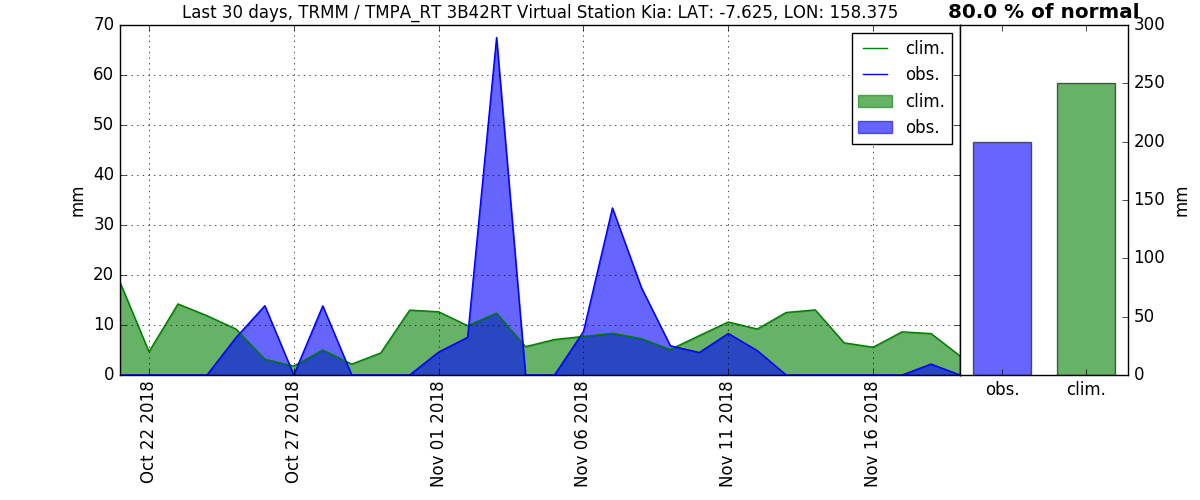 Last 30 days, TRMM / TMPA_RT 3B42RT Virtual Station Kia: LAT: -7.625, LON: 158.375
80.0 % of normal
70
60
50
40
30
20
10
0
mm
clim.
obs.
clim.
obs.
Oct 22 2018
Oct 27 2018
Nov 01 2018
Nov 06 2018
Nov 11 2018
Nov 16 2018
300
250
200
150
100
50
0
mm
obs.
clim.